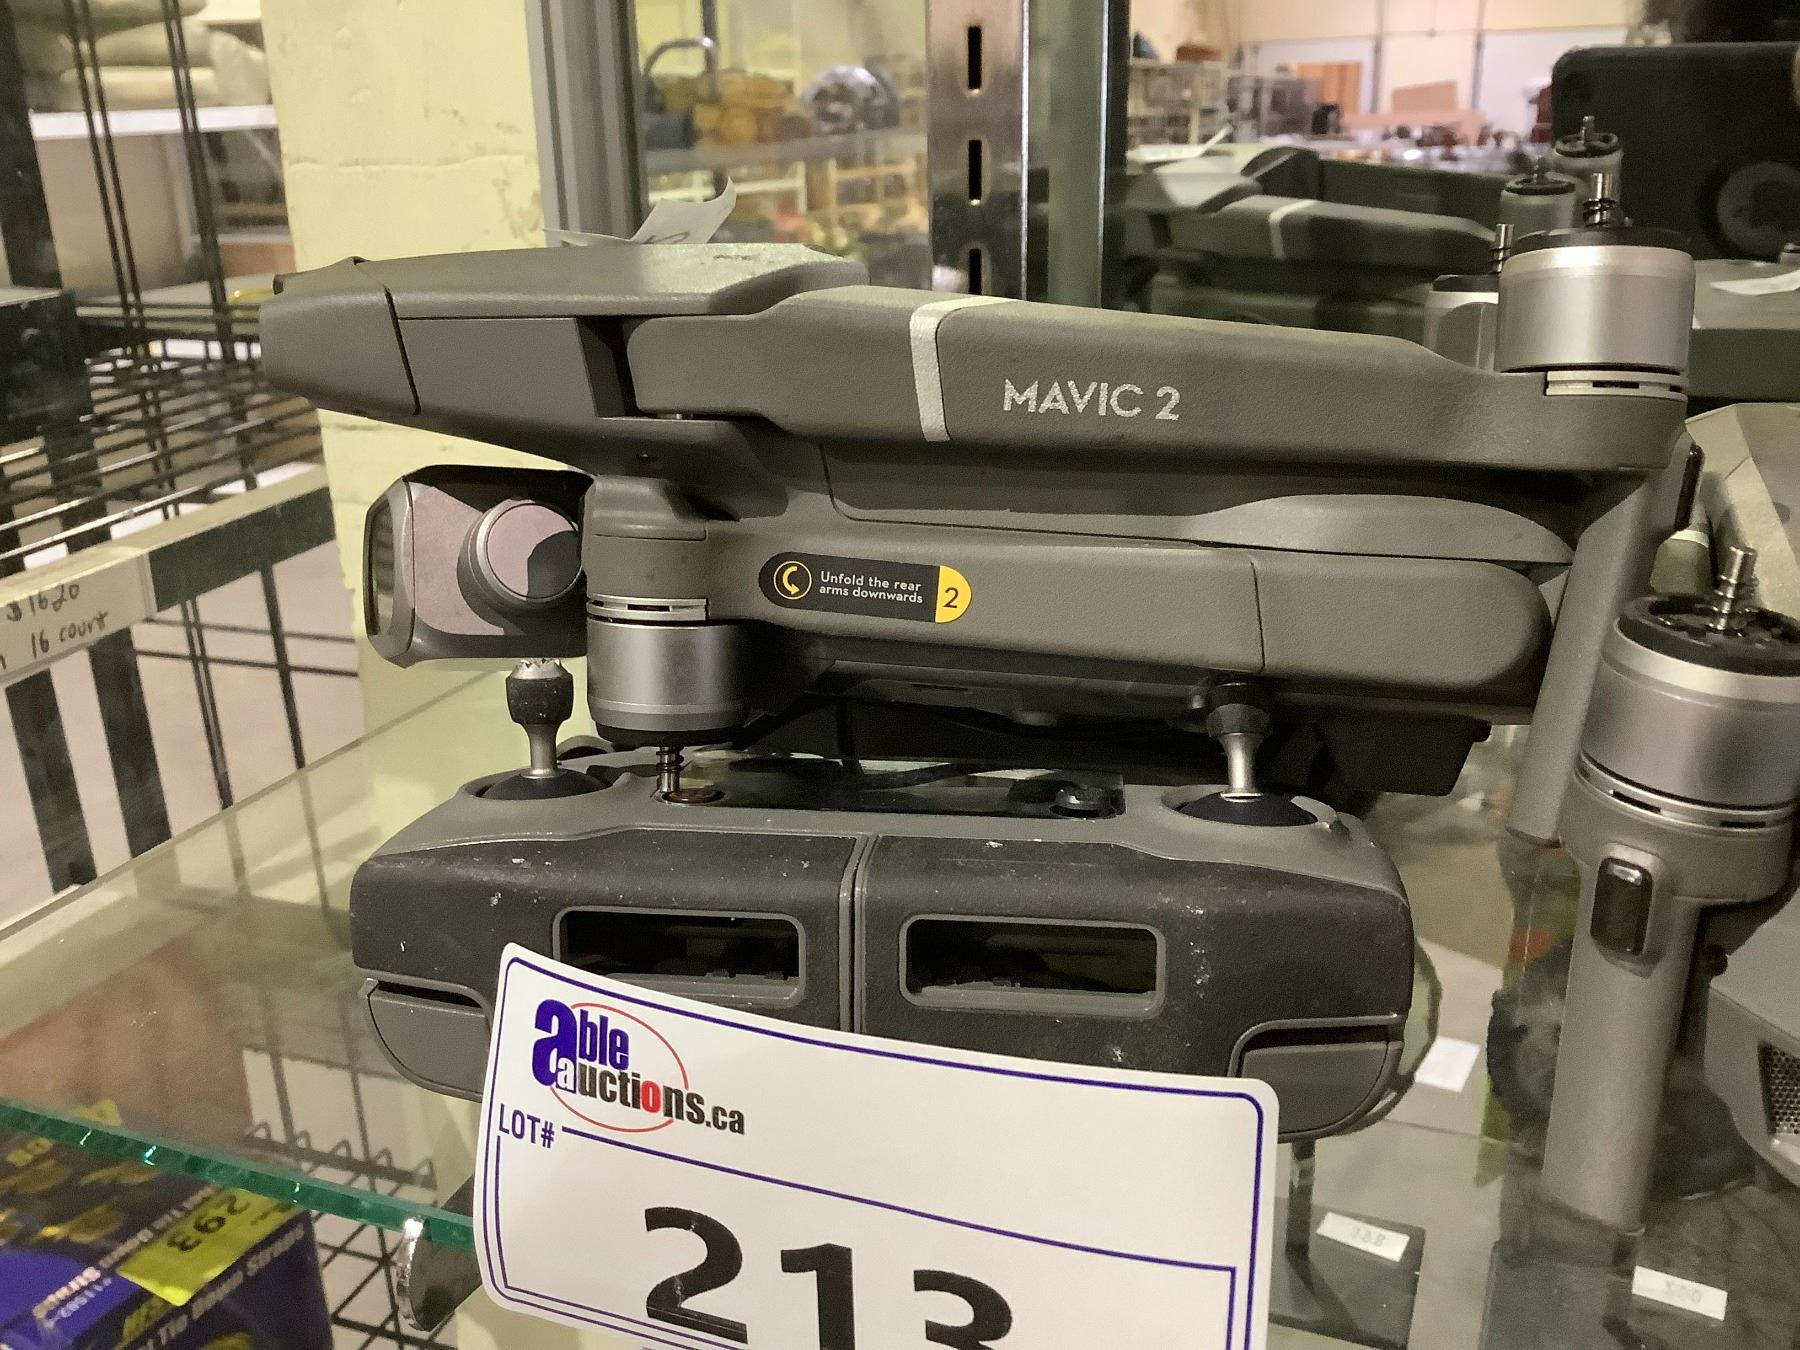 MAVIC 2
Unfold the rear
arms downwards
2
$1620
16 count
able
auctions.ca
LOT#
213
293